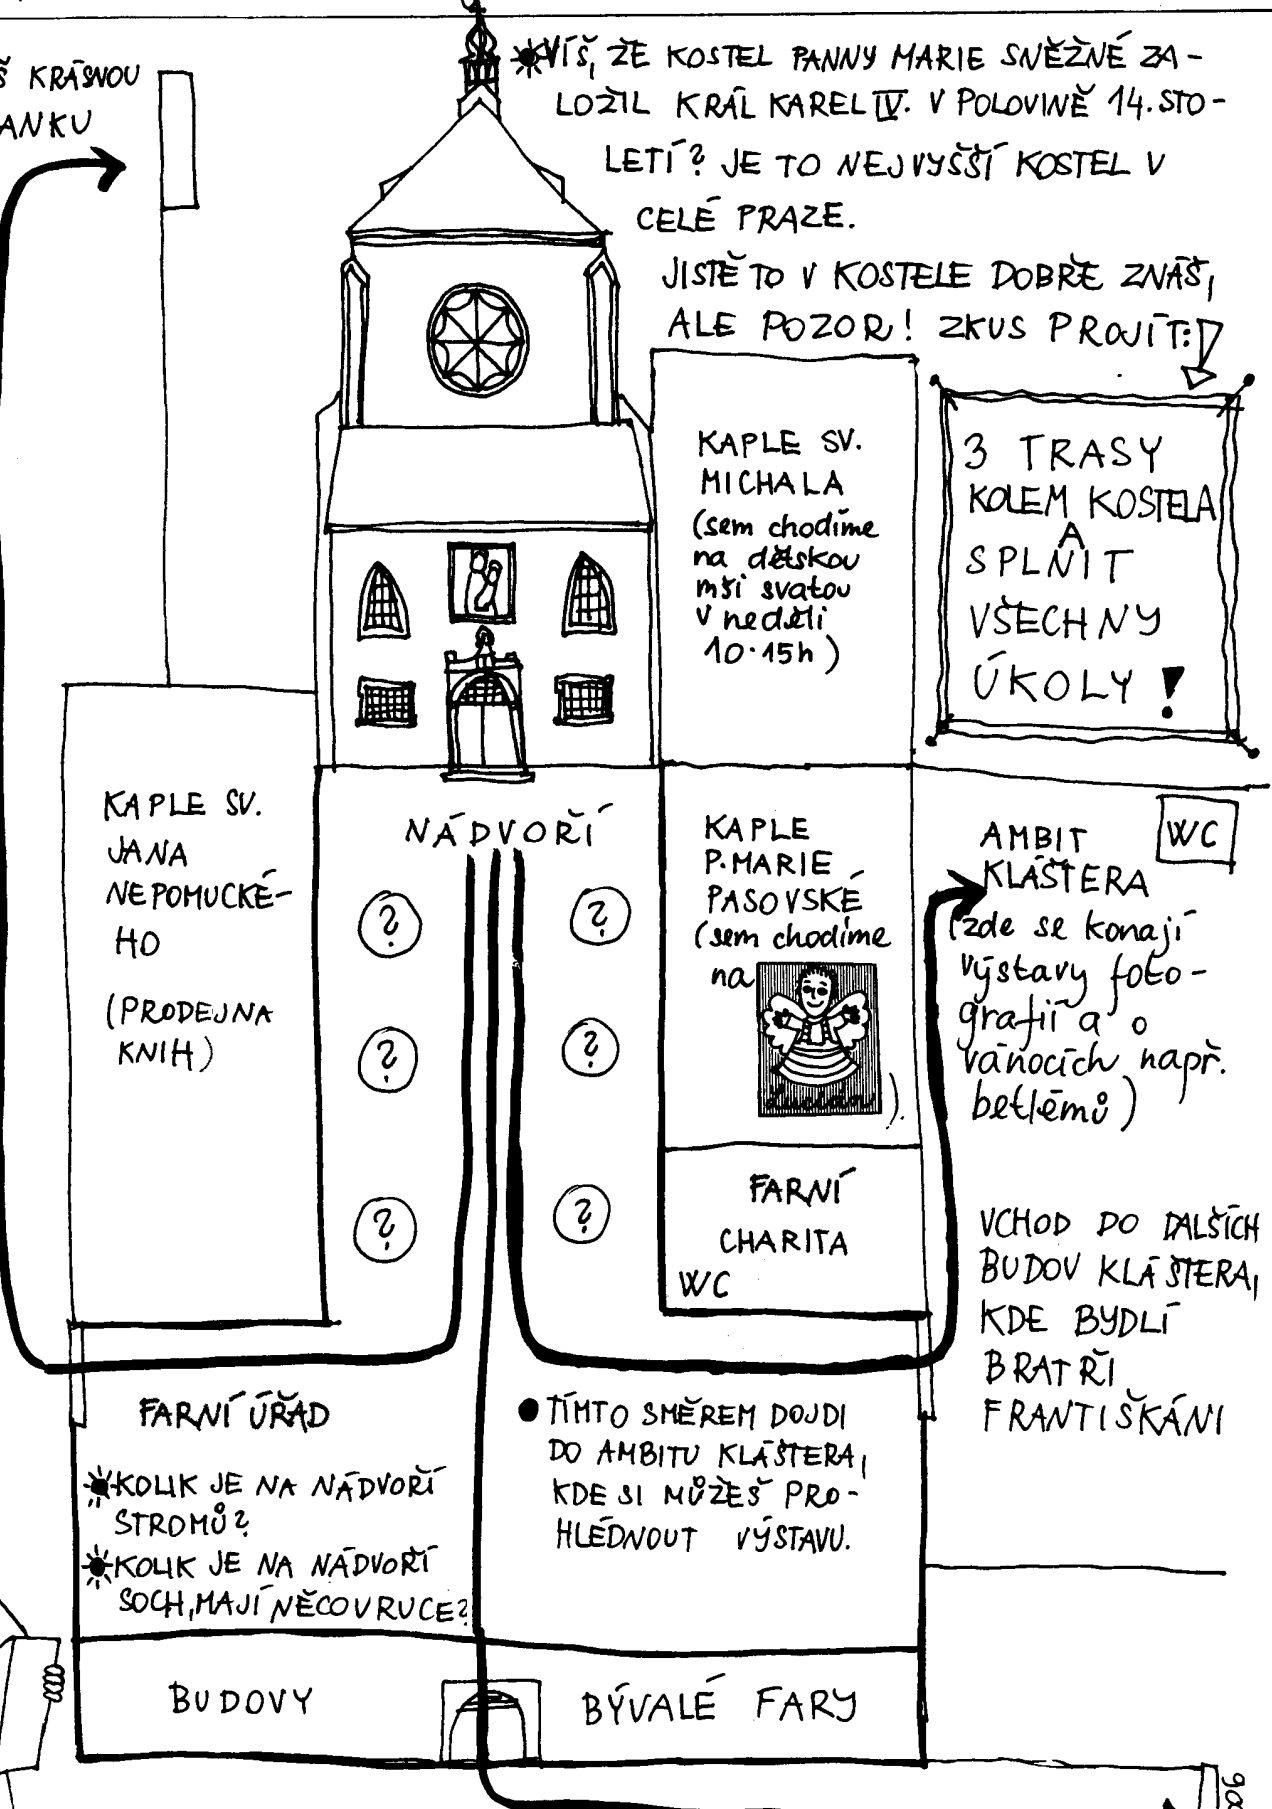 Š KRÁSNOU
ANKU
VÍŠ, ŽE KOSTEL PANNY MARIE SNĚŽNÉ ZA-
LOŽIL KRÁL KAREL IV. V POLOVINĚ 14. STO-
LETÍ? JE TO NEJVYŠŠÍ KOSTEL V
CELÉ PRAZE.
JISTĚ TO V KOSTELE DOBŘE ZNÁŠ,
ALE POZOR! ZKUS PROJÍT:
3 TRASY
KOLEM KOSTELA
A
SPLNIT
VŠECHNY
ÚKOLY!
KAPLE SV.
MICHALA
(sem chodíme
na dětskou
mši svatou
v neděli
10.15h)
KAPLE SV.
JANA
NEPOMUCKÉ-
HO
(PRODEJNA
KNIH)
NÁDVOŘÍ
? ?
? ?
? ?
KAPLE
P. MARIE
PASOVSKÉ
(sem chodíme
na
Lucián
).
FARNÍ
CHARITA
WC
WC
AMBIT
KLÁŠTERA
(zde se konají
výstavy foto-
grafií a o
vánocích např.
betlémů)
VCHOD DO DALŠÍCH
BUDOV KLÁŠTERA,
KDE BYDLÍ
BRATŘI
FRANTIŠKÁNI
FARNÍ ÚŘAD
KOLIK JE NA NÁDVOŘÍ
STROMŮ?
KOLIK JE NA NÁDVOŘÍ
SOCH, MAJÍ NĚCO V RUCE?
TÍMTO SMĚREM DOJDI
DO AMBITU KLÁŠTERA,
KDE SI MŮŽEŠ PRO-
HLÉDNOUT VÝSTAVU.
BUDOVY
BÝVALÉ FARY